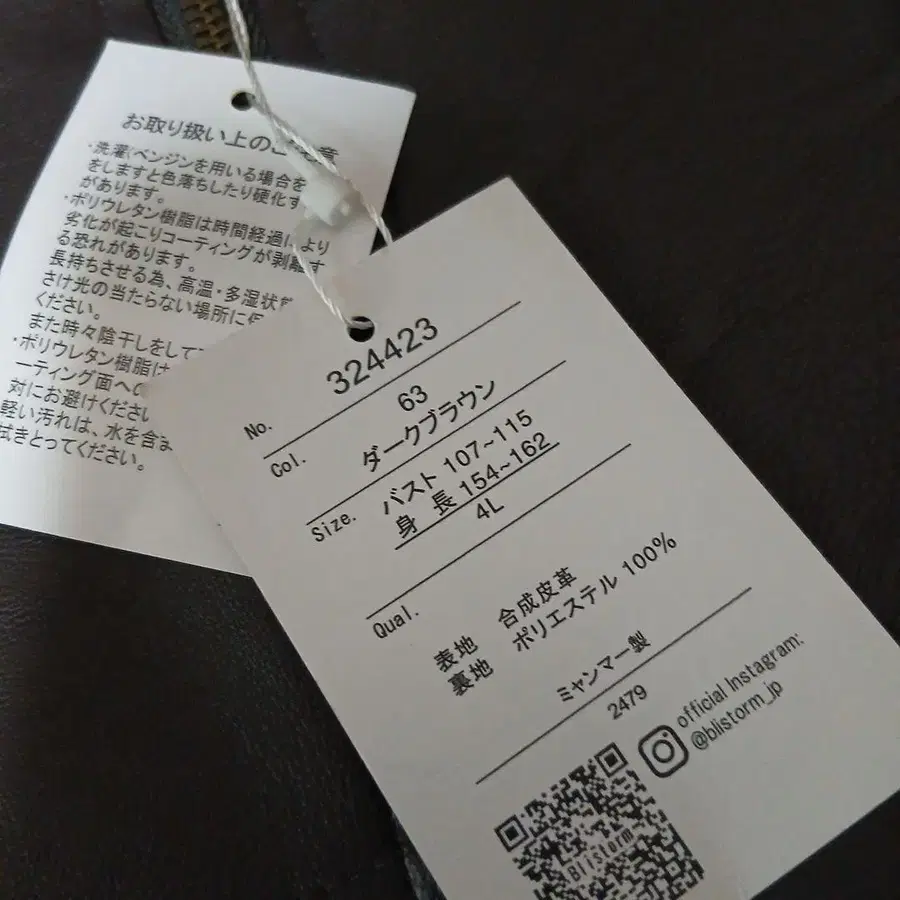 お取り扱い上のご注意
・洗濯(ベンジンを用いる場合を
をしますと色落ちしたり硬化す
があります。
・ポリウレタン樹脂は時間経過により
劣化が起こりコーティングが剥離す
る恐れがあります。
長持ちさせる為、高温・多湿状
さけ光の当たらない場所に保
ください。
また時々陰干しをして
・ポリウレタン樹脂は
ーティング面への
対にお避けくださ
軽い汚れは、水を含ま
拭きとってください。
No. 324423
Col. 63
ダークブラウン
Size. バスト 107~115
身 長 154~162
4L
Qual.
表地 合成皮革
裏地 ポリエステル 100%
ミャンマー製
2479
official Instagram:
@blistorm_jp
Blistorm